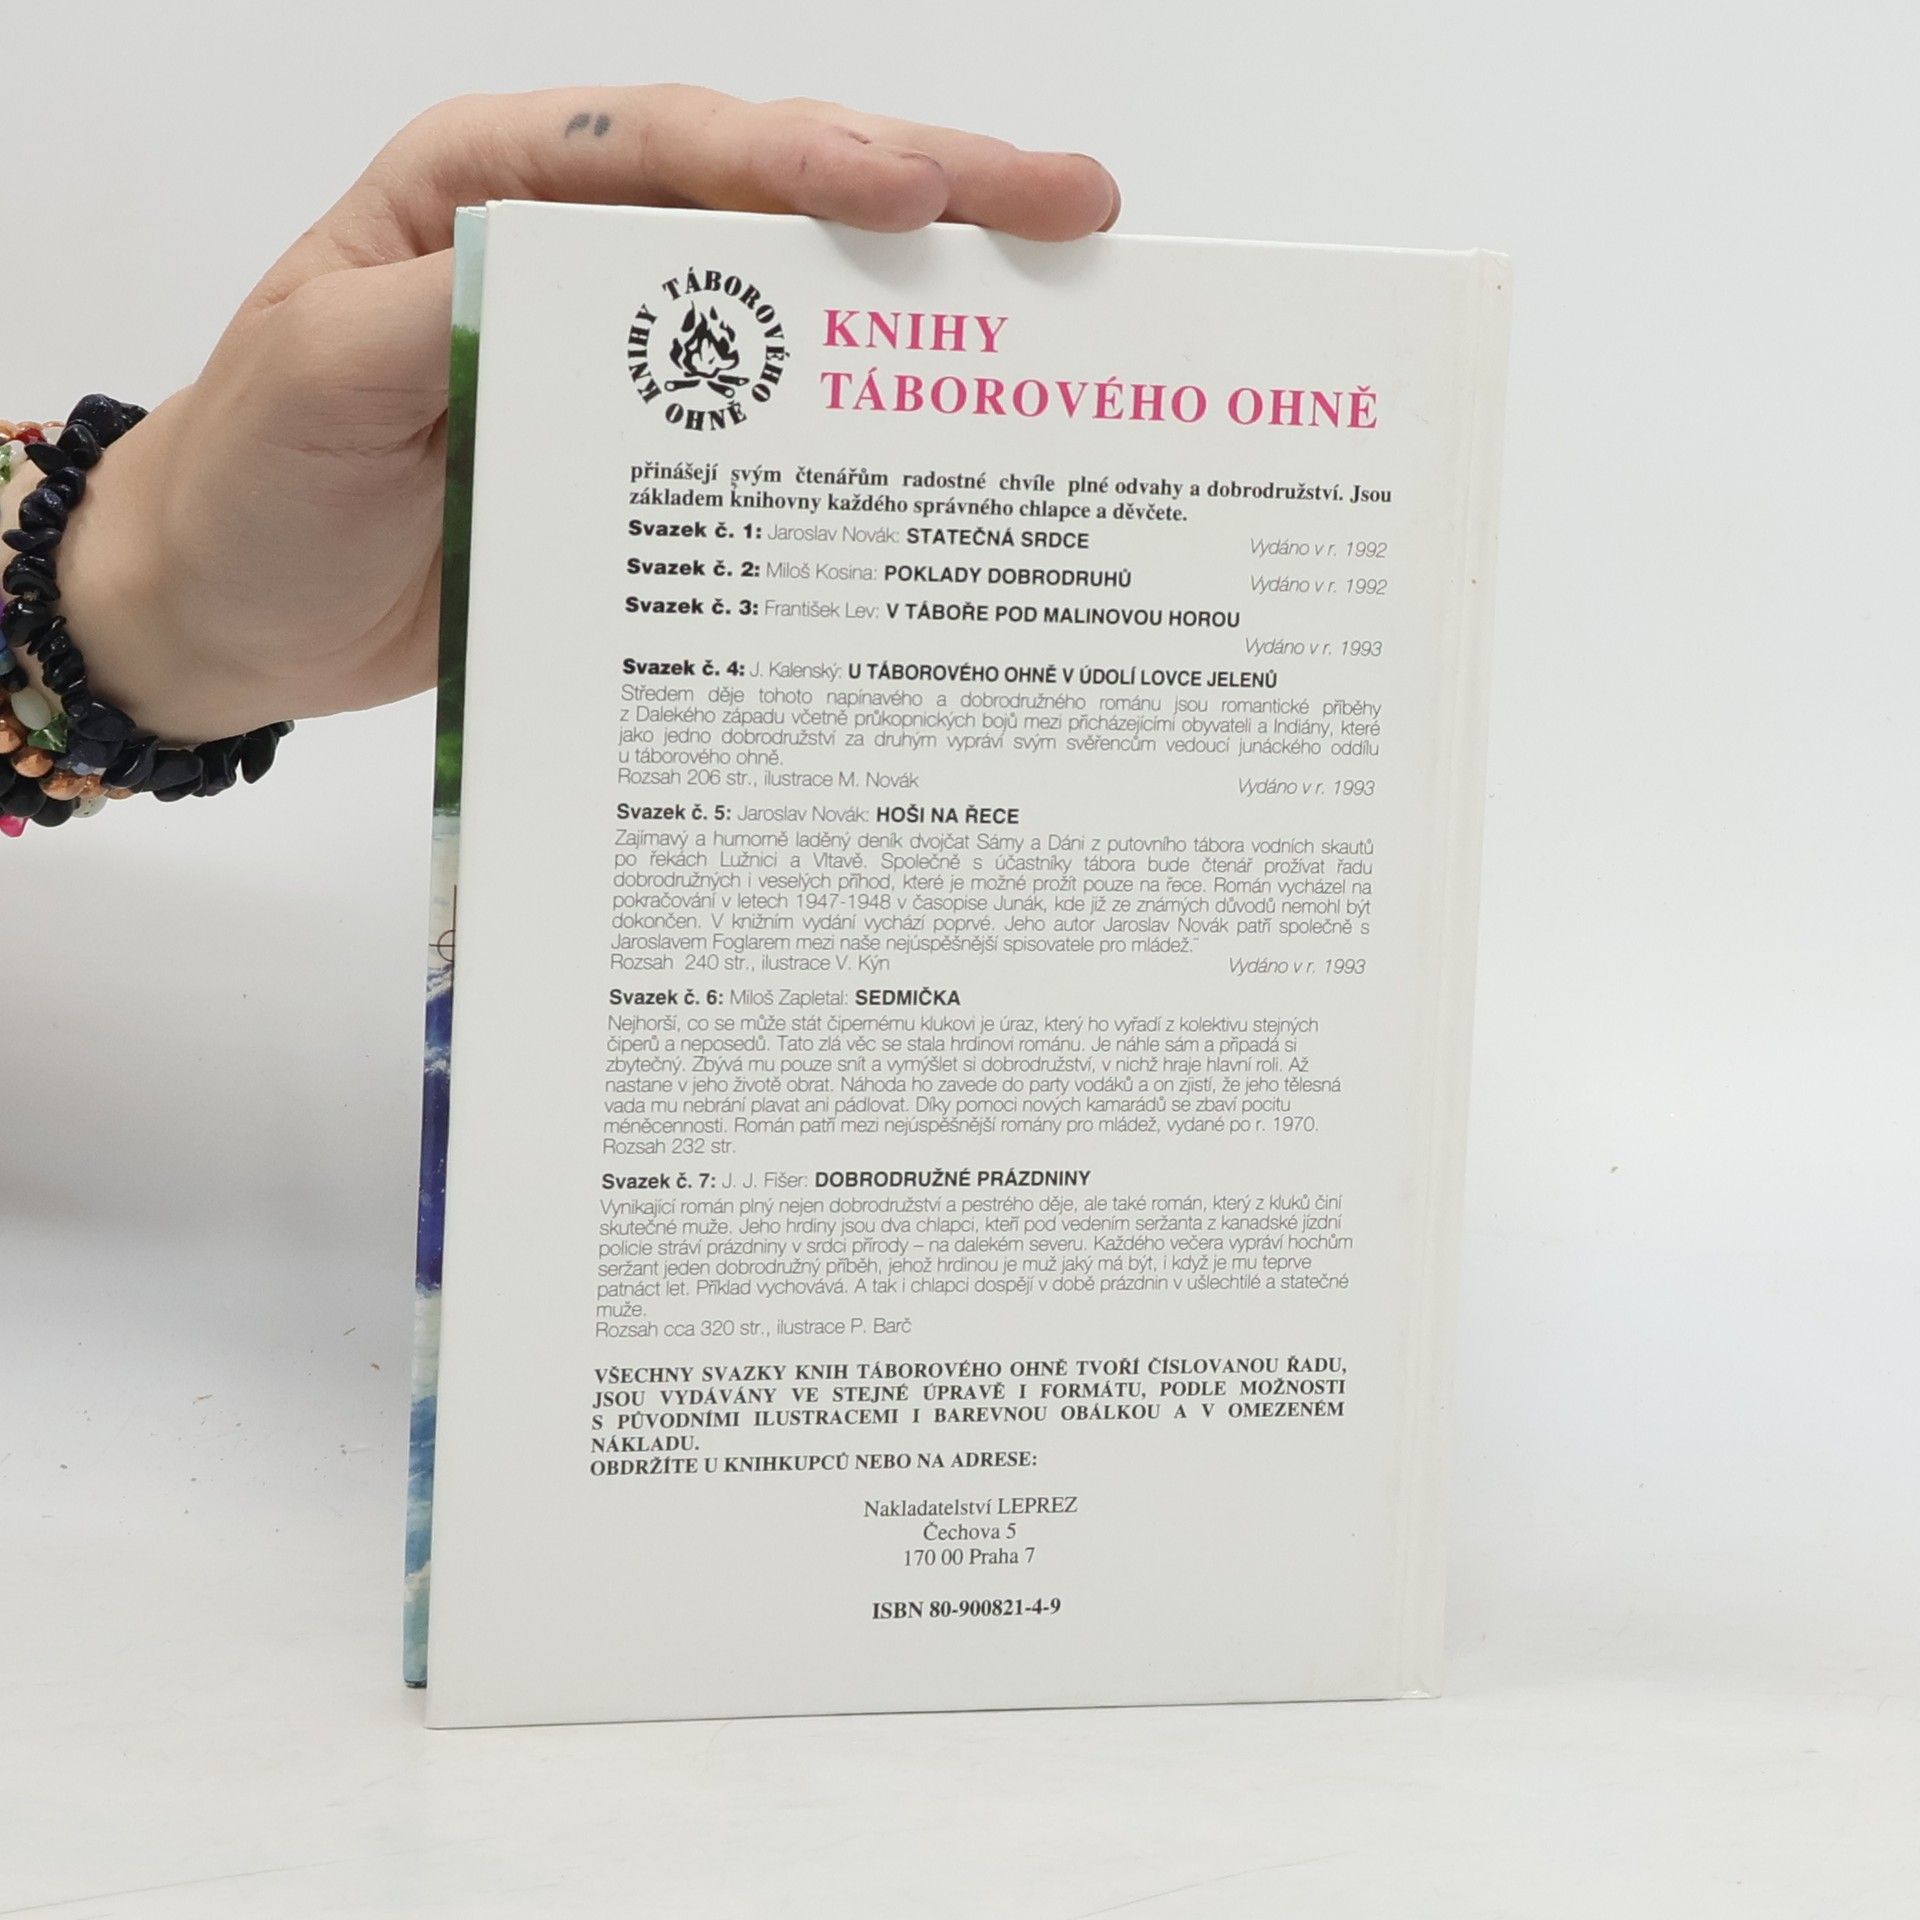 KNIHY TÁBOROVÉHO OHNĚ
KNIHY
TÁBOROVÉHO OHNĚ
přinášejí svým čtenářům radostné chvíle plné odvahy a dobrodružství. Jsou
základem knihovny každého správného chlapce a děvčete.
Svazek č. 1: Jaroslav Novák: STATEČNÁ SRDCE Vydáno v r. 1992
Svazek č. 2: Miloš Kosina: POKLADY DOBRODRUHŮ Vydáno v r. 1992
Svazek č. 3: František Lev: V TÁBOŘE POD MALINOVOU HOROU
Vydáno v r. 1993
Svazek č. 4: J. Kalenský: U TÁBOROVÉHO OHNĚ V ÚDOLÍ LOVCE JELENŮ
Středem děje tohoto napínavého a dobrodružného románu jsou romantické příběhy
z Dalekého západu včetně průkopnických bojů mezi přicházejícími obyvateli a Indiány, které
jako jedno dobrodružství za druhým vypráví svým svěřencům vedoucí junáckého oddílu
u táborového ohně.
Rozsah 206 str., ilustrace M. Novák Vydáno v r. 1993
Svazek č. 5: Jaroslav Novák: HOŠI NA ŘECE
Zajímavý a humorně laděný deník dvojčat Sámy a Dáni z putovního tábora vodních skautů
po řekách Lužnici a Vltavě. Společně s účastníky tábora bude čtenář prožívat řadu
dobrodružných i veselých příhod, které je možné prožít pouze na řece. Román vycházel na
pokračování v letech 1947-1948 v časopise Junák, kde již ze známých důvodů nemohl být
dokončen. V knižním vydání vychází poprvé. Jeho autor Jaroslav Novák patří společně s
Jaroslavem Foglarem mezi naše nejúspěšnější spisovatele pro mládež.
Rozsah 240 str., ilustrace V. Kýn Vydáno v r. 1993
Svazek č. 6: Miloš Zapletal: SEDMIČKA
Nejhorší, co se může stát čipernému klukovi je úraz, který ho vyřadí z kolektivu stejných
čiperů a neposedů. Tato zlá věc se stala hrdinovi románu. Je náhle sám a připadá si
zbytečný. Zbývá mu pouze snít a vymýšlet si dobrodružství, v nichž hraje hlavní roli. Až
nastane v jeho životě obrat. Náhoda ho zavede do party vodáků a on zjistí, že jeho tělesná
vada mu nebrání plavat ani pádlovat. Díky pomoci nových kamarádů se zbaví pocitu
méněcennosti. Román patří mezi nejúspěšnější romány pro mládež, vydané po r. 1970.
Rozsah 232 str.
Svazek č. 7: J. J. Fišer: DOBRODRUŽNÉ PRÁZDNINY
Vynikající román plný nejen dobrodružství a pestrého děje, ale také román, který z kluků činí
skutečné muže. Jeho hrdiny jsou dva chlapci, kteří pod vedením seržanta z kanadské jízdní
policie stráví prázdniny v srdci přírody – na dalekém severu. Každého večera vypráví hochům
seržant jeden dobrodružný příběh, jehož hrdinou je muž jaký má být, i když je mu teprve
patnáct let. Příklad vychovává. A tak i chlapci dospějí v době prázdnin v ušlechtilé a statečné
muže.
Rozsah cca 320 str., ilustrace P. Barč
VŠECHNY SVAZKY KNIH TÁBOROVÉHO OHNĚ TVOŘÍ ČÍSLOVANOU ŘADU,
JSOU VYDÁVÁNY VE STEJNÉ ÚPRAVĚ I FORMÁTU, PODLE MOŽNOSTI
S PŮVODNÍMI ILUSTRACEMI I BAREVNOU OBÁLKOU A V OMEZENÉM
NÁKLADU.
OBDRŽÍTE U KNIHKUPCŮ NEBO NA ADRESE:
Nakladatelství LEPREZ
Čechova 5
170 00 Praha 7
ISBN 80-900821-4-9